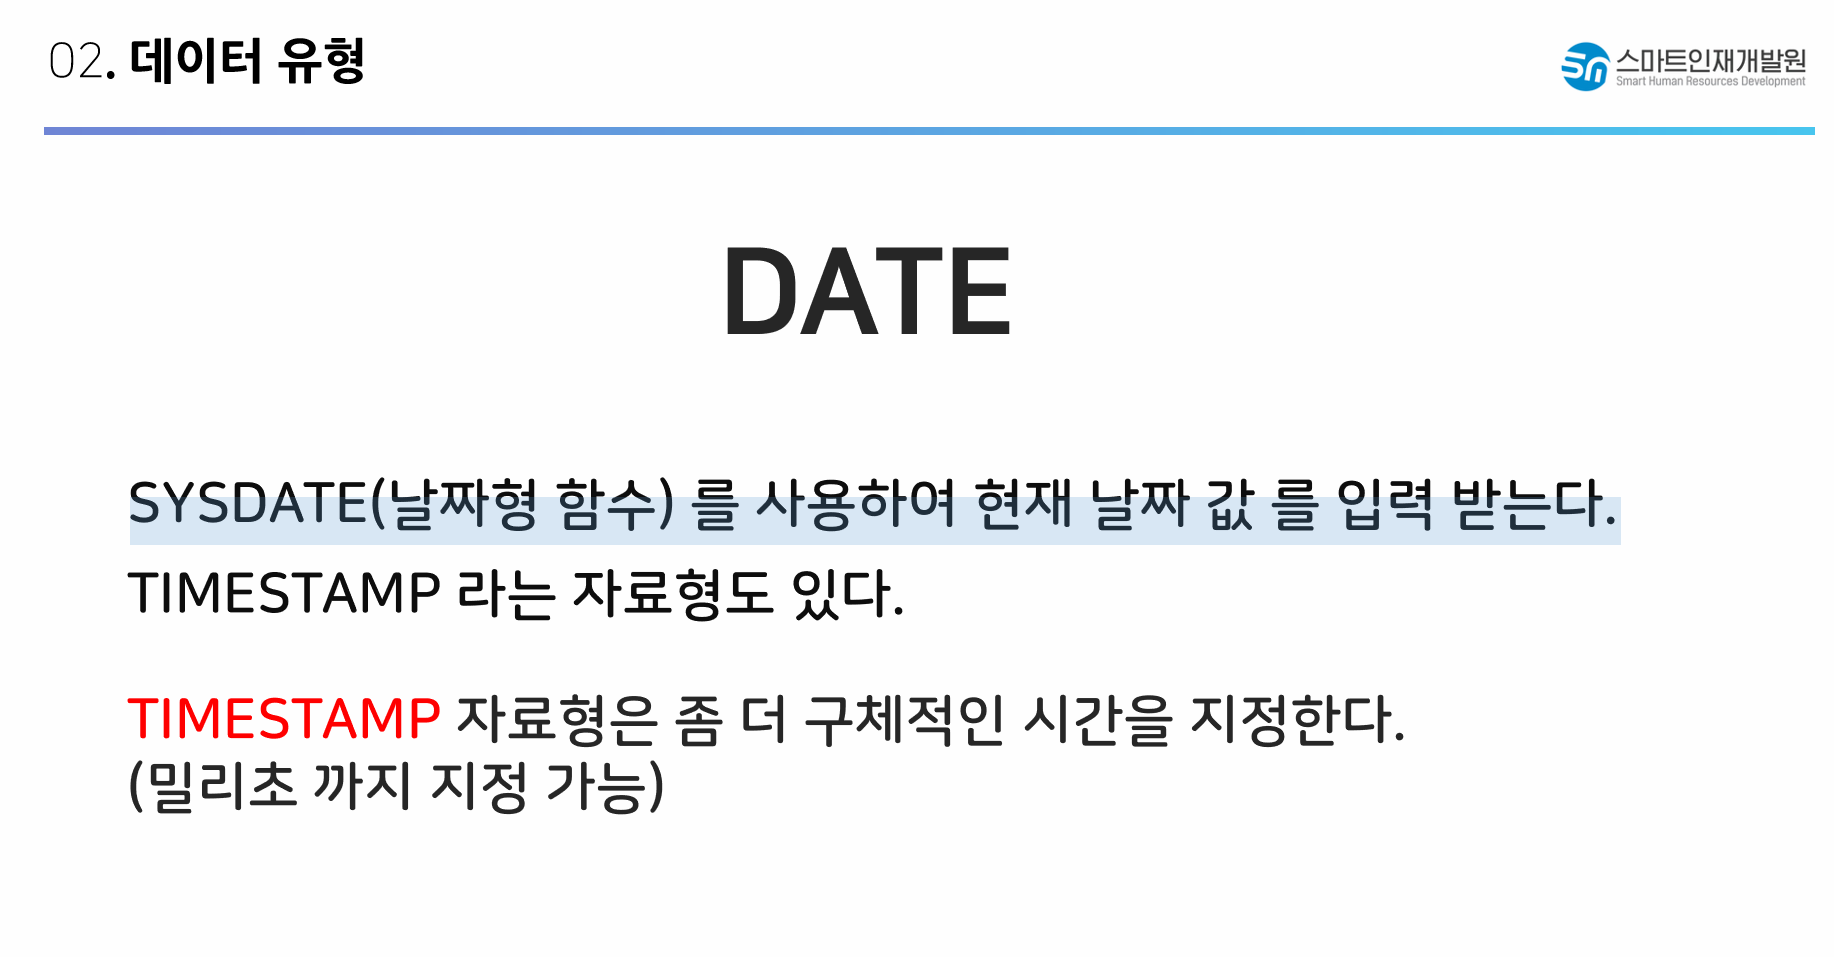 02. 데이터 유형
스마트인재개발원
Smart Human Resources Development
DATE
SYSDATE(날짜형 함수) 를 사용하여 현재 날짜 값 를 입력 받는다.
TIMESTAMP 라는 자료형도 있다.
TIMESTAMP 자료형은 좀 더 구체적인 시간을 지정한다.
(밀리초 까지 지정 가능)